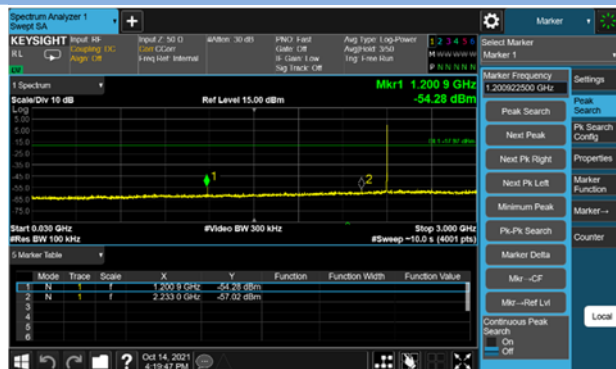 Spectrum Analyzer 1
Swept SA
Marker
KEYSIGHT
Input: RF
Input Z: 50 Ω
#Atten: 30 dB
PNO: Fast
Avg Type: Log-Power
1 2 3 4 5 6
RL
Coupling: DC
Corr CCorr
Gate: Off
Avg|Hold: 3/50
M W W W W W
Align: Off
Freq Ref: Internal
IF Gain: Low
Trig: Free Run
Sig Track: Off
P N N N N N
Select Marker
Marker 1
1 Spectrum
Mkr1 1.200 9 GHz
Scale/Div 10 dB
Ref Level 15.00 dBm
-54.28 dBm
Log
5.00
-5.00
-15.0
-25.0
-35.0
-45.0
-55.0
-65.0
-75.0
1
2
Start 0.030 GHz
#Video BW 300 kHz
Stop 3.000 GHz
#Res BW 100 kHz
#Sweep ~10.0 s (4001 pts)
5 Marker Table
Mode Trace Scale X Y Function Function Width Function Value
1 N 1 f 1.200 9 GHz -54.28 dBm
2 N 1 f 2.233 0 GHz -57.02 dBm
3
4
5
6
Oct 14, 2021
4:19:47 PM
Marker Frequency
1.200922500 GHz
Peak Search
Next Peak
Next Pk Right
Next Pk Left
Minimum Peak
Pk-Pk Search
Marker Delta
Mkr→CF
Mkr→Ref Lvl
Continuous Peak
Search
On
Off
Settings
Peak
Search
Pk Search
Config
Properties
Marker
Function
Marker→
Counter
Local